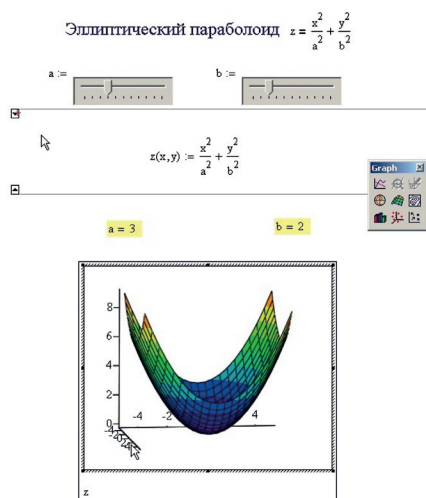 Эллиптический параболоид z = x²/a² + y²/b²
a := b :=
z(x,y) := x²/a² + y²/b²
Graph
a = 3 b = 2
8
6
4
2
0
-4 -2 4
z